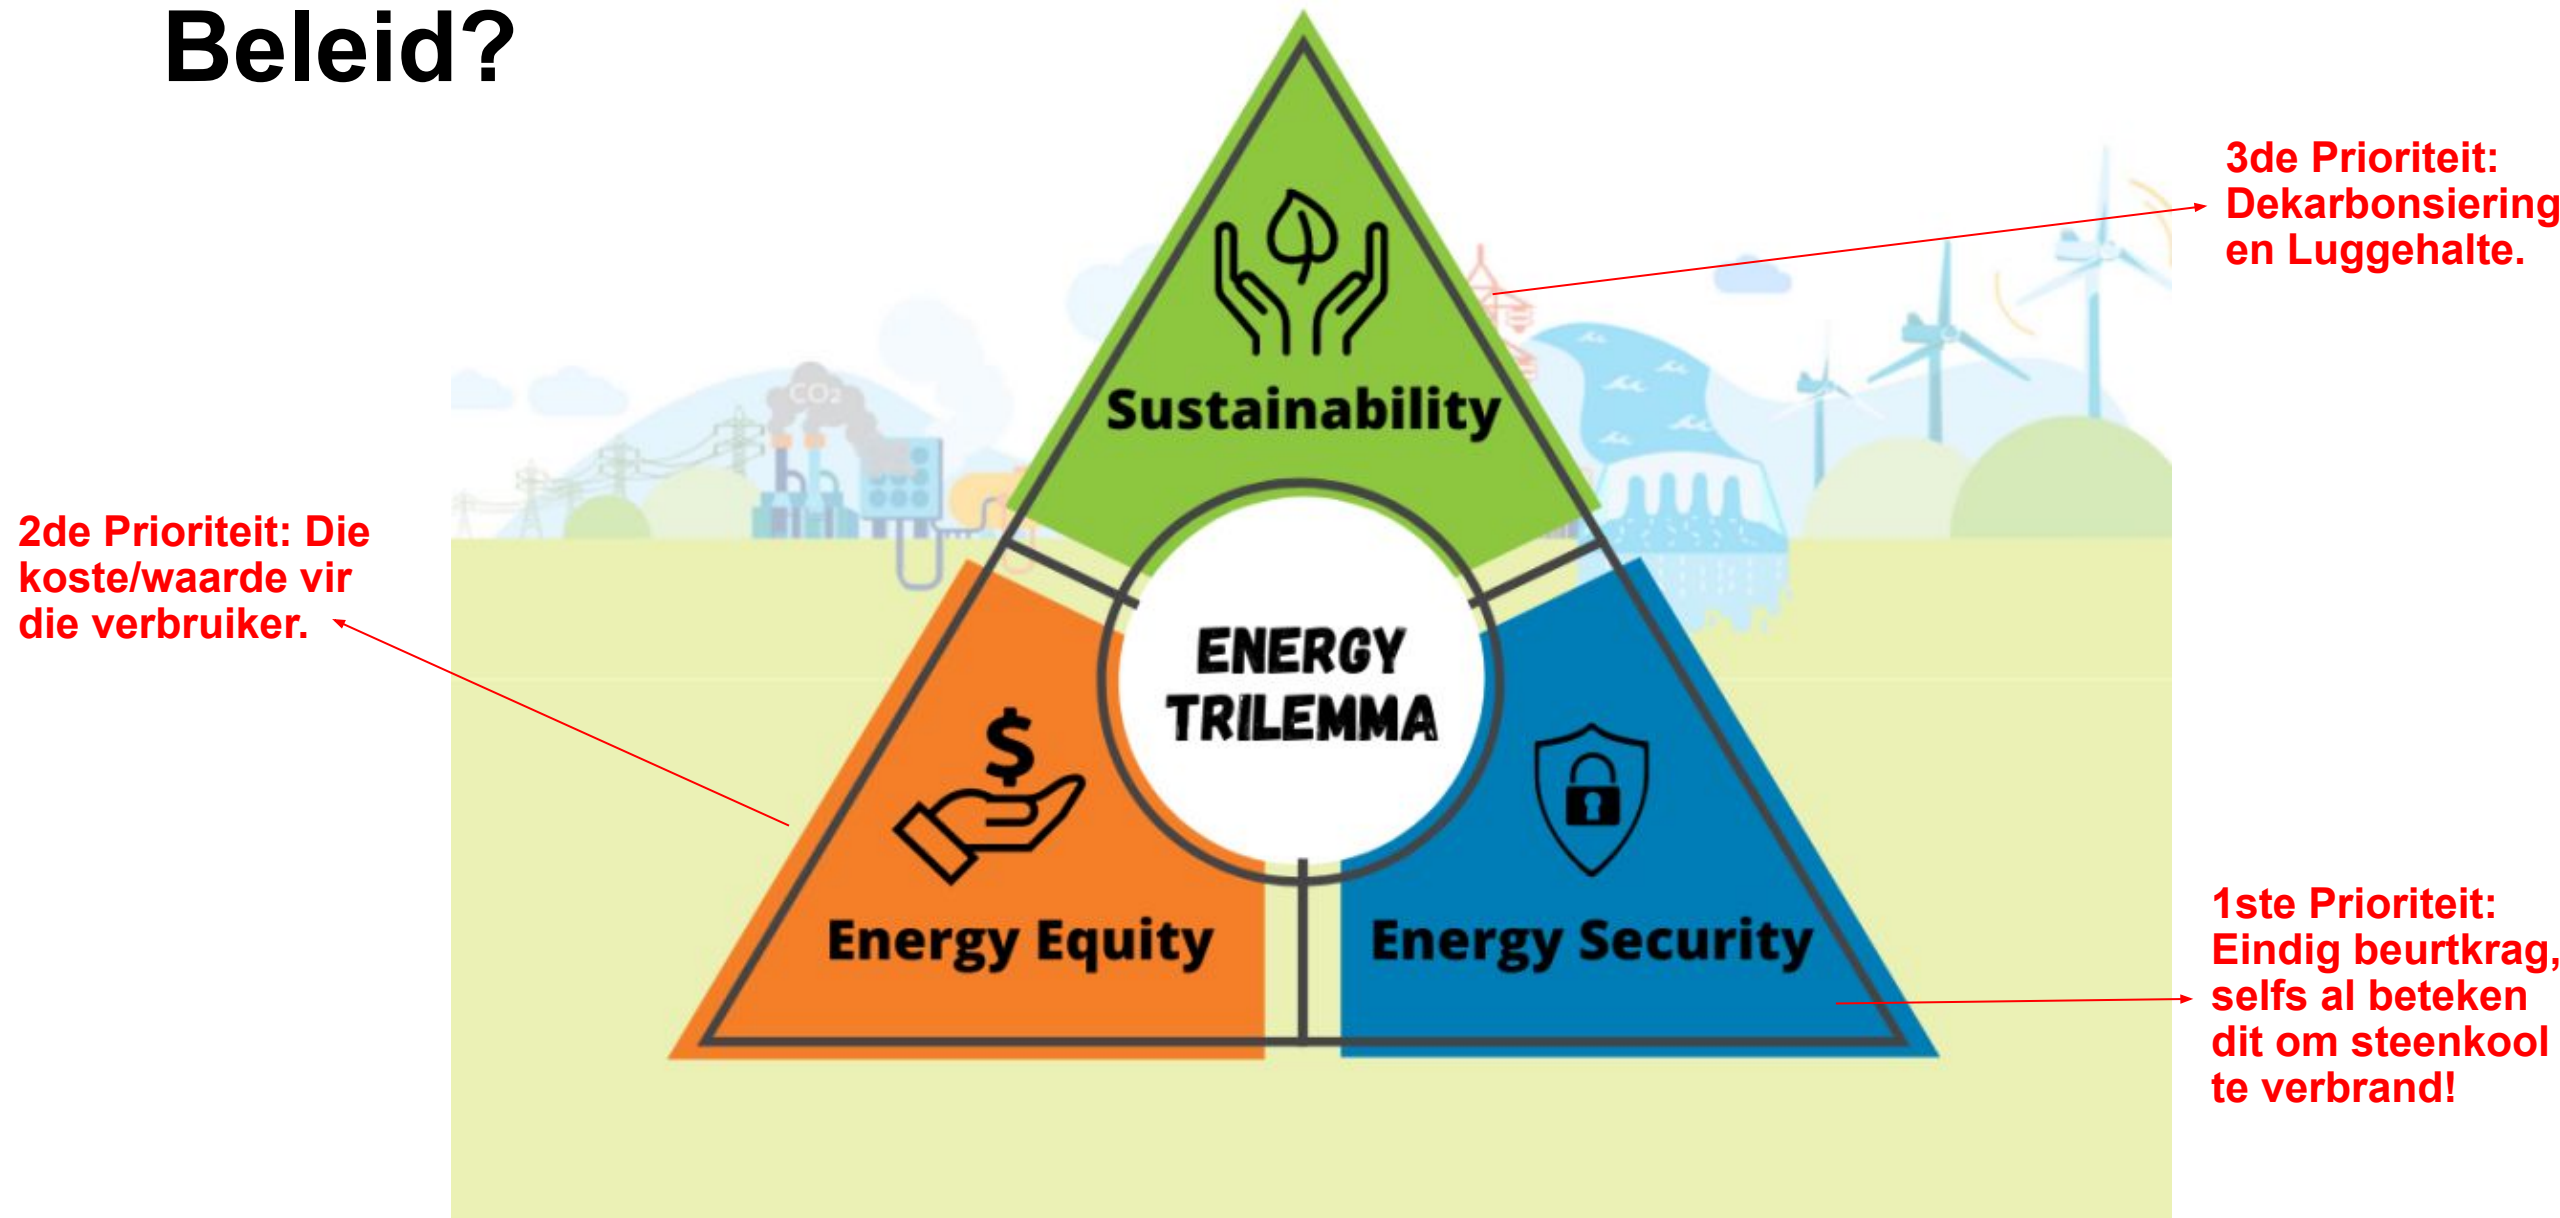 Beleid?
3de Prioriteit:
Dekarbonsiering
en Luggehalte.
CO2
Sustainability
2de Prioriteit: Die
koste/waarde vir
die verbruiker.
ENERGY
TRILEMMA
$
Energy Equity
Energy Security
1ste Prioriteit:
Eindig beurtkrag,
selfs al beteken
dit om steenkool
te verbrand!